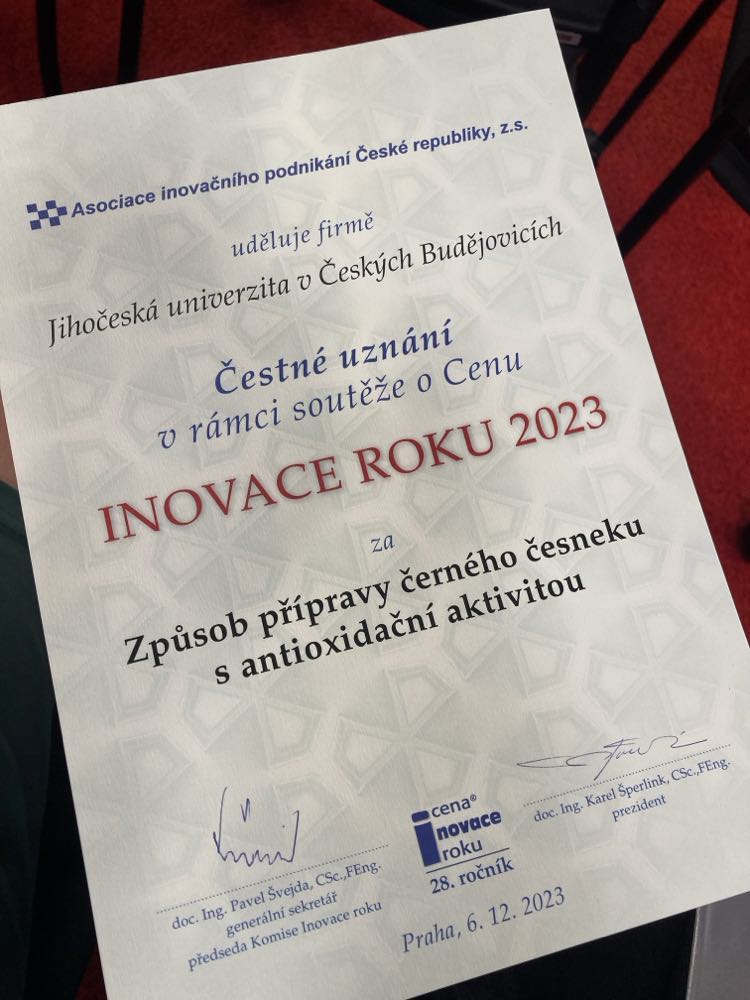 Asociace inovačního podnikání České republiky, z.s.
uděluje firmě
Jihočeská univerzita v Českých Budějovicích
Čestné uznání
v rámci soutěže o Cenu
INOVACE ROKU 2023
za
Způsob přípravy černého česneku
s antioxidační aktivitou
doc. Ing. Karel Šperlink, CSc.,FEng.
prezident
cena®
inovace
roku
28. ročník
doc. Ing. Pavel Švejda, CSc.,FEng.
generální sekretář
předseda Komise Inovace roku
Praha, 6. 12. 2023